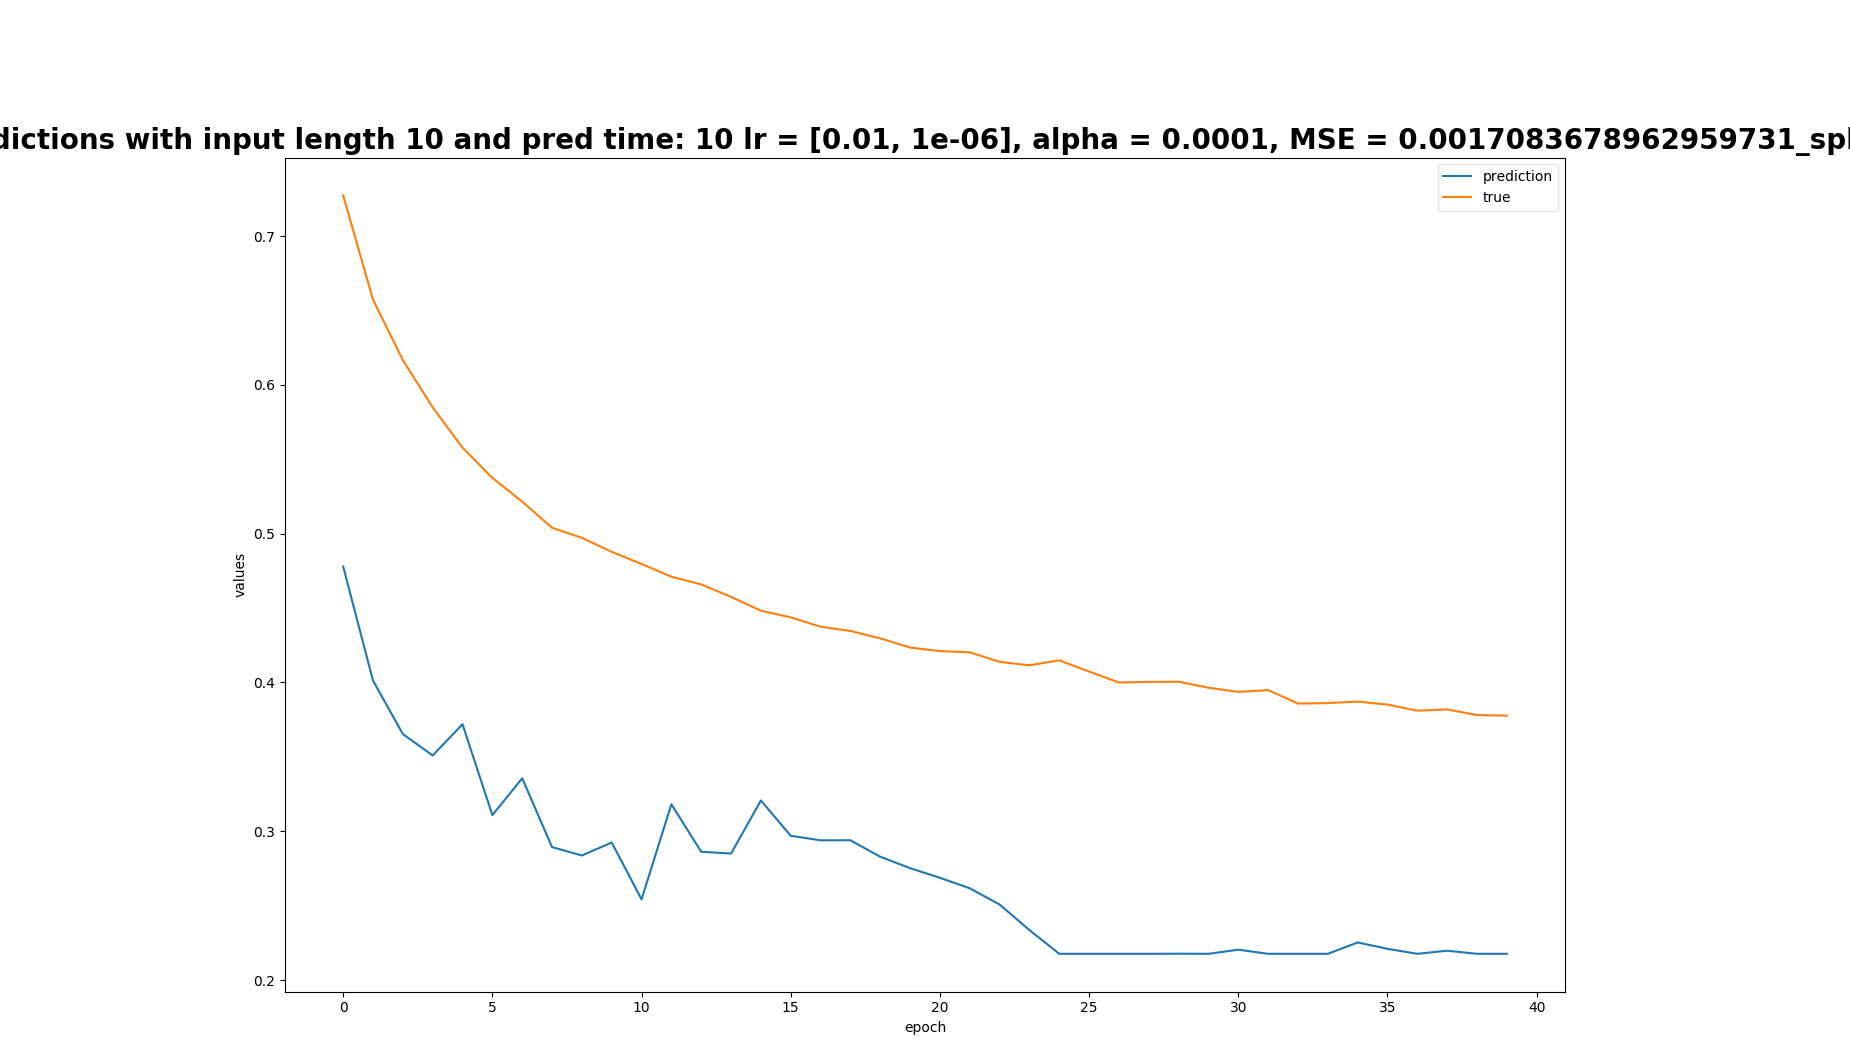 dictions with input length 10 and pred time: 10 lr = [0.01, 1e-06], alpha = 0.0001, MSE = 0.0017083678962959731_spl
prediction
true
0.7
0.6
0.5
0.4
0.3
0.2
values
0 5 10 15 20 25 30 35 40
epoch